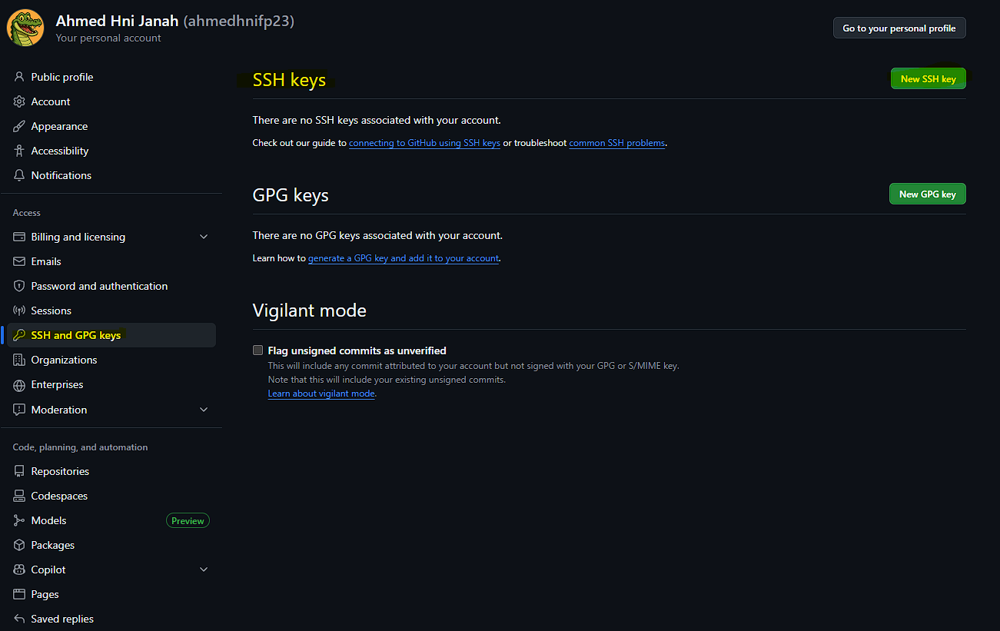 Ahmed Hni Janah (ahmedhnifp23)
Your personal account
Go to your personal profile
Public profile
Account
Appearance
Accessibility
Notifications
Access
Billing and licensing
Emails
Password and authentication
Sessions
SSH and GPG keys
Organizations
Enterprises
Moderation
Code, planning, and automation
Repositories
Codespaces
Models Preview
Packages
Copilot
Pages
Saved replies
SSH keys
New SSH key
There are no SSH keys associated with your account.
Check out our guide to connecting to GitHub using SSH keys or troubleshoot common SSH problems.
GPG keys
New GPG key
There are no GPG keys associated with your account.
Learn how to generate a GPG key and add it to your account.
Vigilant mode
Flag unsigned commits as unverified
This will include any commit attributed to your account but not signed with your GPG or S/MIME key.
Note that this will include your existing unsigned commits.
Learn about vigilant mode.